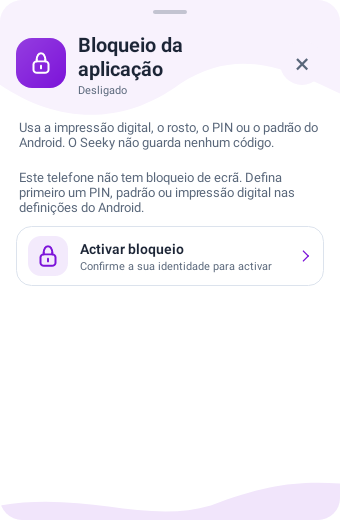 Bloqueio da
aplicação
Desligado
Usa a impressão digital, o rosto, o PIN ou o padrão do
Android. O Seeky não guarda nenhum código.
Este telefone não tem bloqueio de ecrã. Defina
primeiro um PIN, padrão ou impressão digital nas
definições do Android.
Activar bloqueio
Confirme a sua identidade para activar